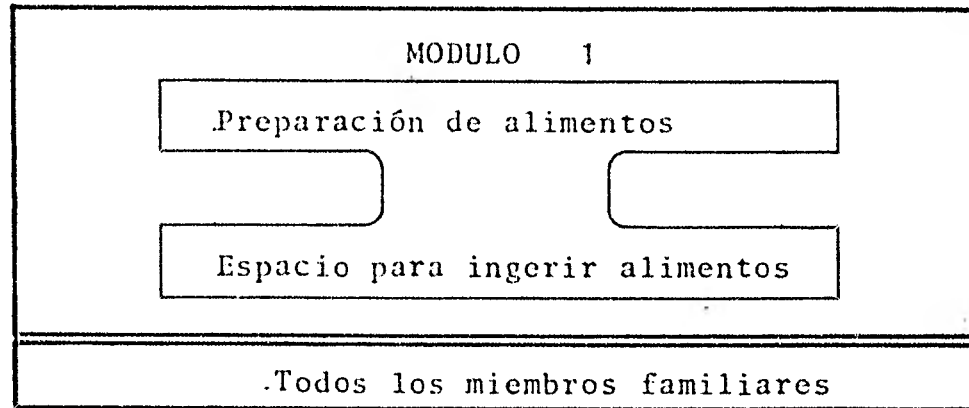 MODULO 1
.Preparación de alimentos
Espacio para ingerir alimentos
.Todos los miembros familiares